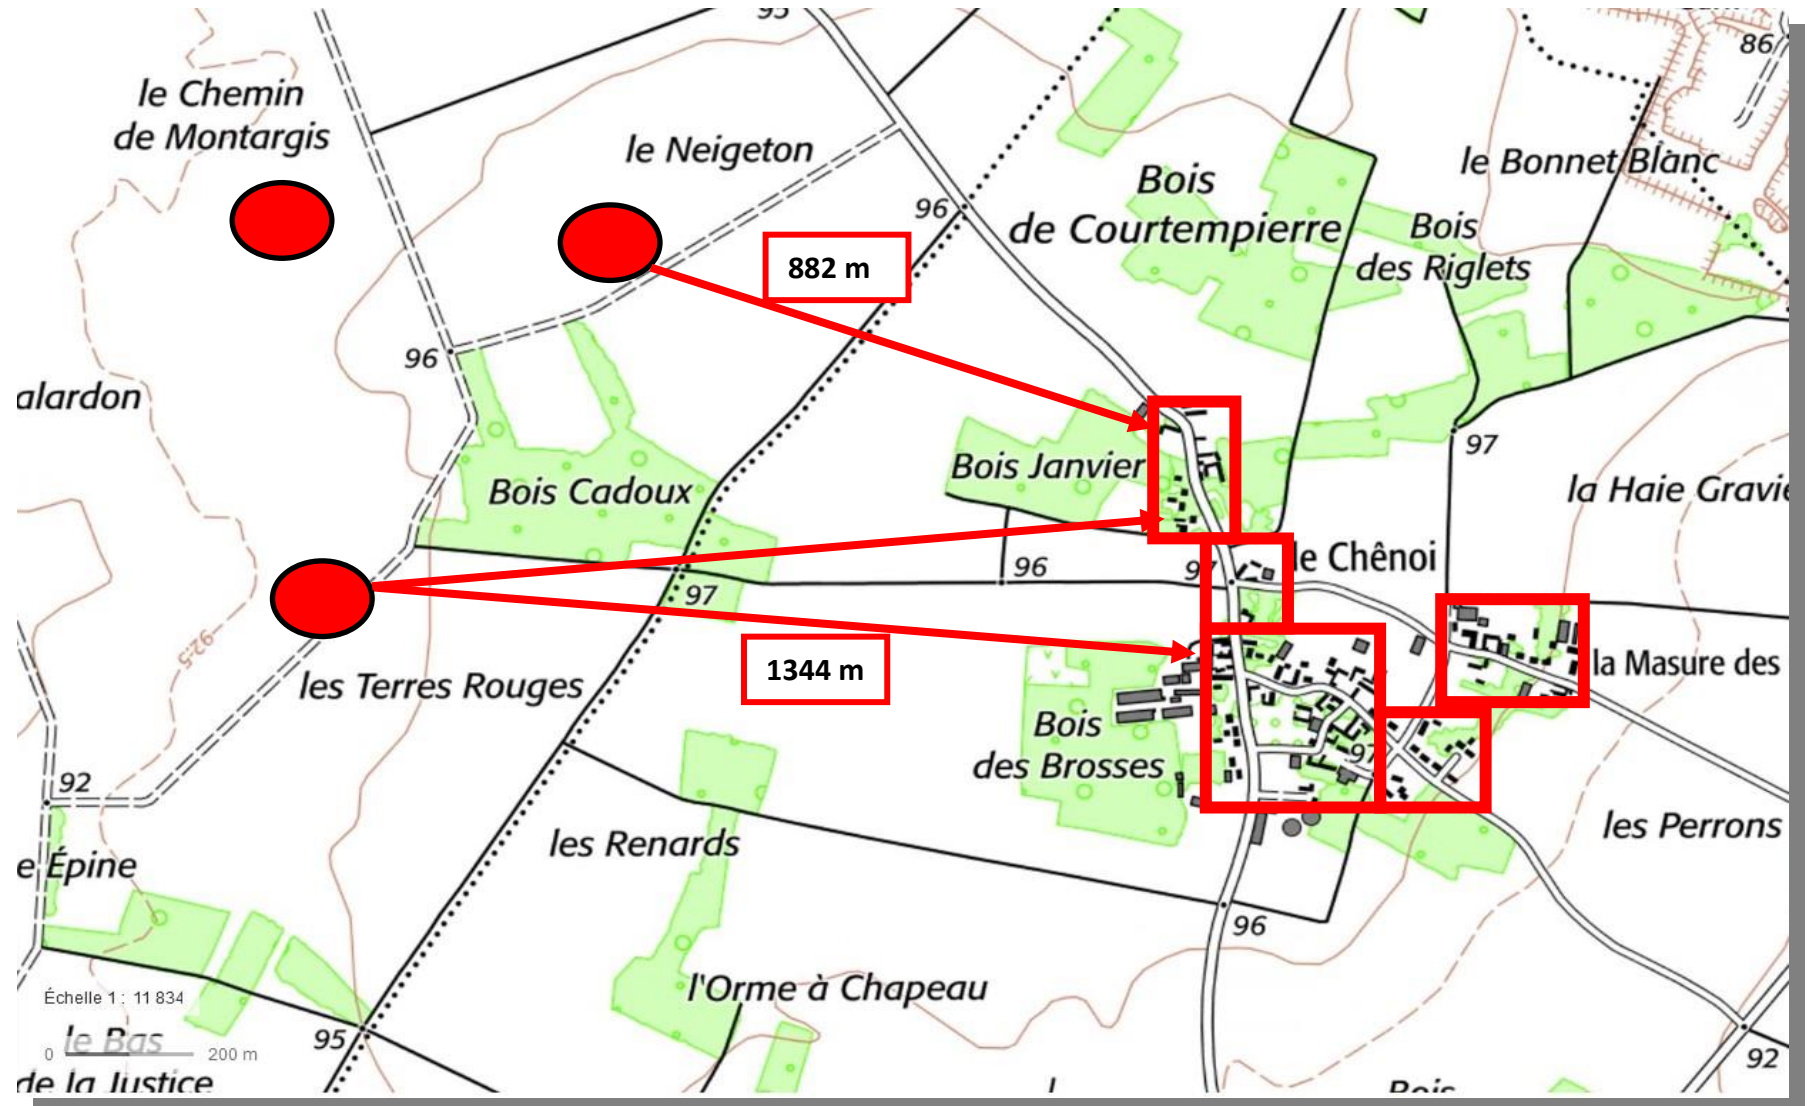 95
86
le Chemin
de Montargis
le Neigeton
le Bonnet Blanc
Bois
de Courtempierre
96
Bois
des Riglets
882 m
96
alardon
97
Bois Janvier
Bois Cadoux
la Haie Gravie
le Chênoi
96
97
97
92.5
la Masure des
1344 m
les Terres Rouges
Bois
des Brosses
97
92
les Perrons
les Renards
e Épine
96
l'Orme à Chapeau
Échelle 1 : 11 834
le Bas
0
200 m
95
92
de la Justice
Bois